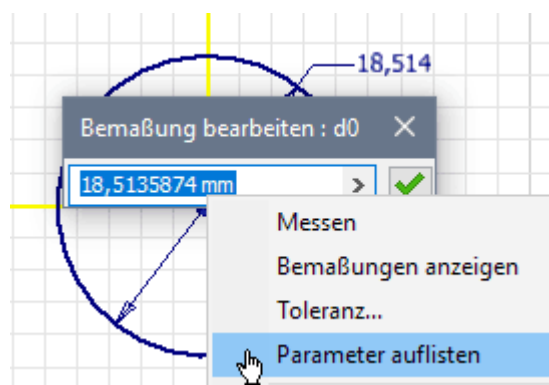 18,514
Bemaßung bearbeiten : d0
18,5135874 mm
Messen
Bemaßungen anzeigen
Toleranz...
Parameter auflisten